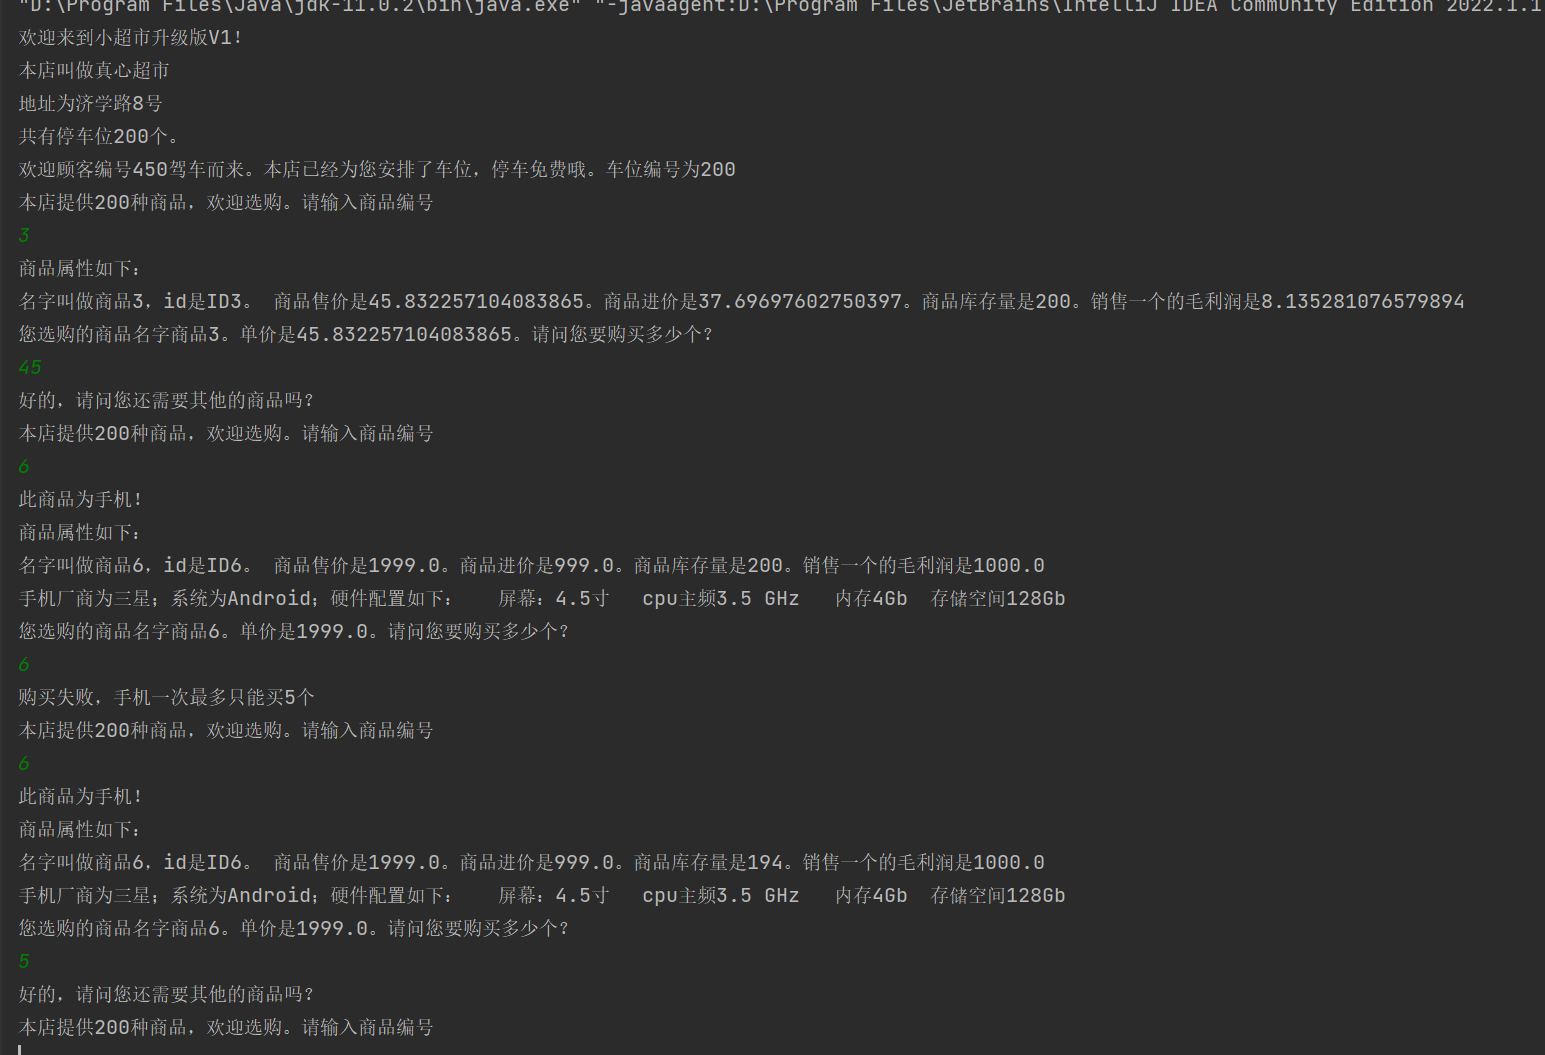 "D:\Program Files\Java\jdk-11.0.2\bin\java.exe" "-javaagent:D:\Program Files\JetBrains\IntelliJ IDEA Community Edition 2022.1.1
欢迎来到小超市升级版V1!
本店叫做真心超市
地址为济学路8号
共有停车位200个。
欢迎顾客编号450驾车而来。本店已经为您安排了车位，停车免费哦。车位编号为200
本店提供200种商品，欢迎选购。请输入商品编号
3
商品属性如下：
名字叫做商品3，id是ID3。 商品售价是45.832257104083865。商品进价是37.69697602750397。商品库存量是200。销售一个的毛利润是8.135281076579894
您选购的商品名字商品3。单价是45.832257104083865。请问您要购买多少个？
45
好的，请问您还需要其他的商品吗？
本店提供200种商品，欢迎选购。请输入商品编号
6
此商品为手机！
商品属性如下：
名字叫做商品6，id是ID6。 商品售价是1999.0。商品进价是999.0。商品库存量是200。销售一个的毛利润是1000.0
手机厂商为三星；系统为Android；硬件配置如下：   屏幕：4.5寸   cpu主频3.5 GHz   内存4Gb  存储空间128Gb
您选购的商品名字商品6。单价是1999.0。请问您要购买多少个？
6
购买失败，手机一次最多只能买5个
本店提供200种商品，欢迎选购。请输入商品编号
6
此商品为手机！
商品属性如下：
名字叫做商品6，id是ID6。 商品售价是1999.0。商品进价是999.0。商品库存量是194。销售一个的毛利润是1000.0
手机厂商为三星；系统为Android；硬件配置如下：   屏幕：4.5寸   cpu主频3.5 GHz   内存4Gb  存储空间128Gb
您选购的商品名字商品6。单价是1999.0。请问您要购买多少个？
5
好的，请问您还需要其他的商品吗？
本店提供200种商品，欢迎选购。请输入商品编号